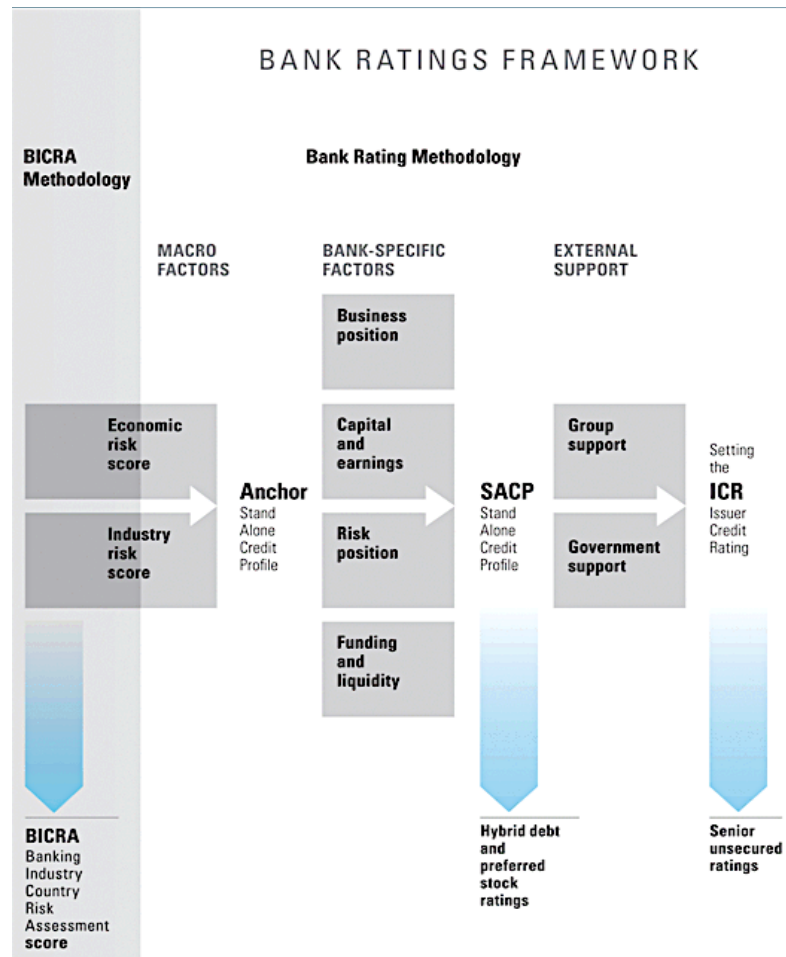 BANK RATINGS FRAMEWORK
BICRA
Methodology
Bank Rating Methodology
MACRO
FACTORS
BANK-SPECIFIC
FACTORS
EXTERNAL
SUPPORT
Business
position
Economic
risk
score
Capital
and
earnings
Group
support
Industry
risk
score
Anchor
Stand
Alone
Credit
Profile
Risk
position
SACP
Stand
Alone
Credit
Profile
Government
support
Setting
the
ICR
Issuer
Credit
Rating
Funding
and
liquidity
BICRA
Banking
Industry
Country
Risk
Assessment
score
Hybrid debt
and
preferred
stock
ratings
Senior
unsecured
ratings